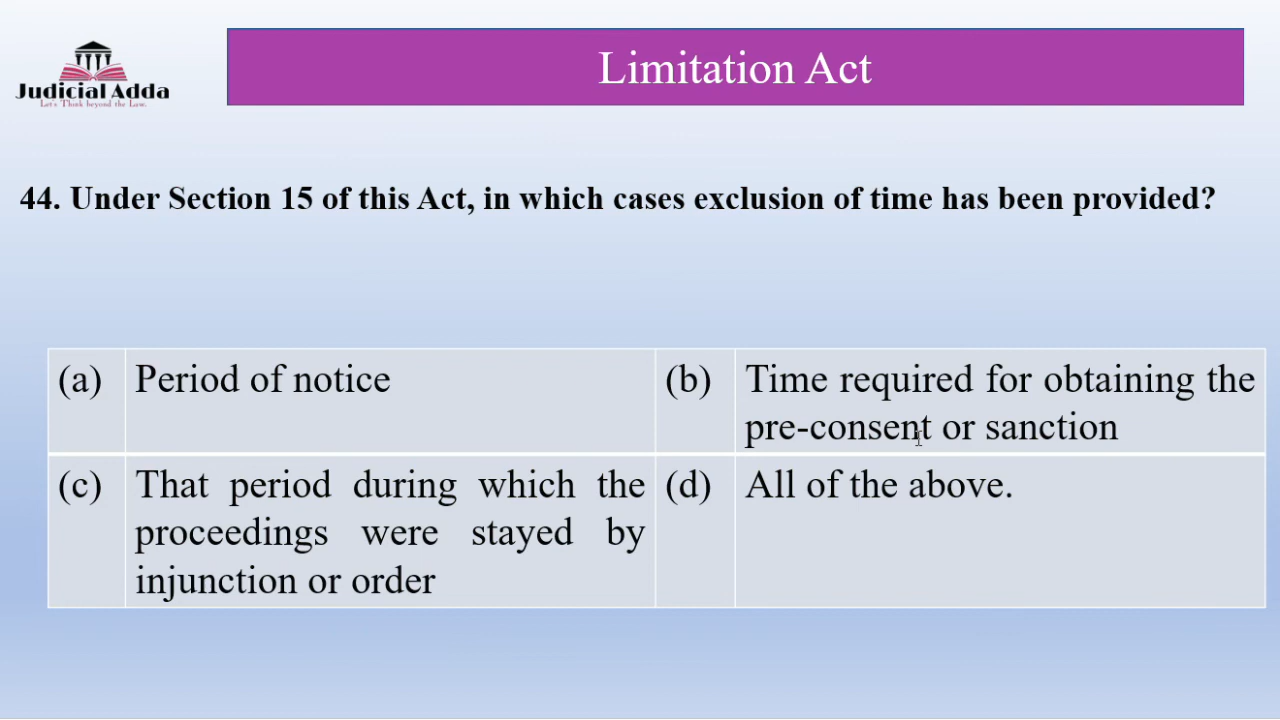 Limitation Act
Judicial Adda
Let's Think beyond the Law.
44. Under Section 15 of this Act, in which cases exclusion of time has been provided?
(a) Period of notice
(b) Time required for obtaining the
pre-consent or sanction
(c) That period during which the
proceedings were stayed by
injunction or order
(d) All of the above.